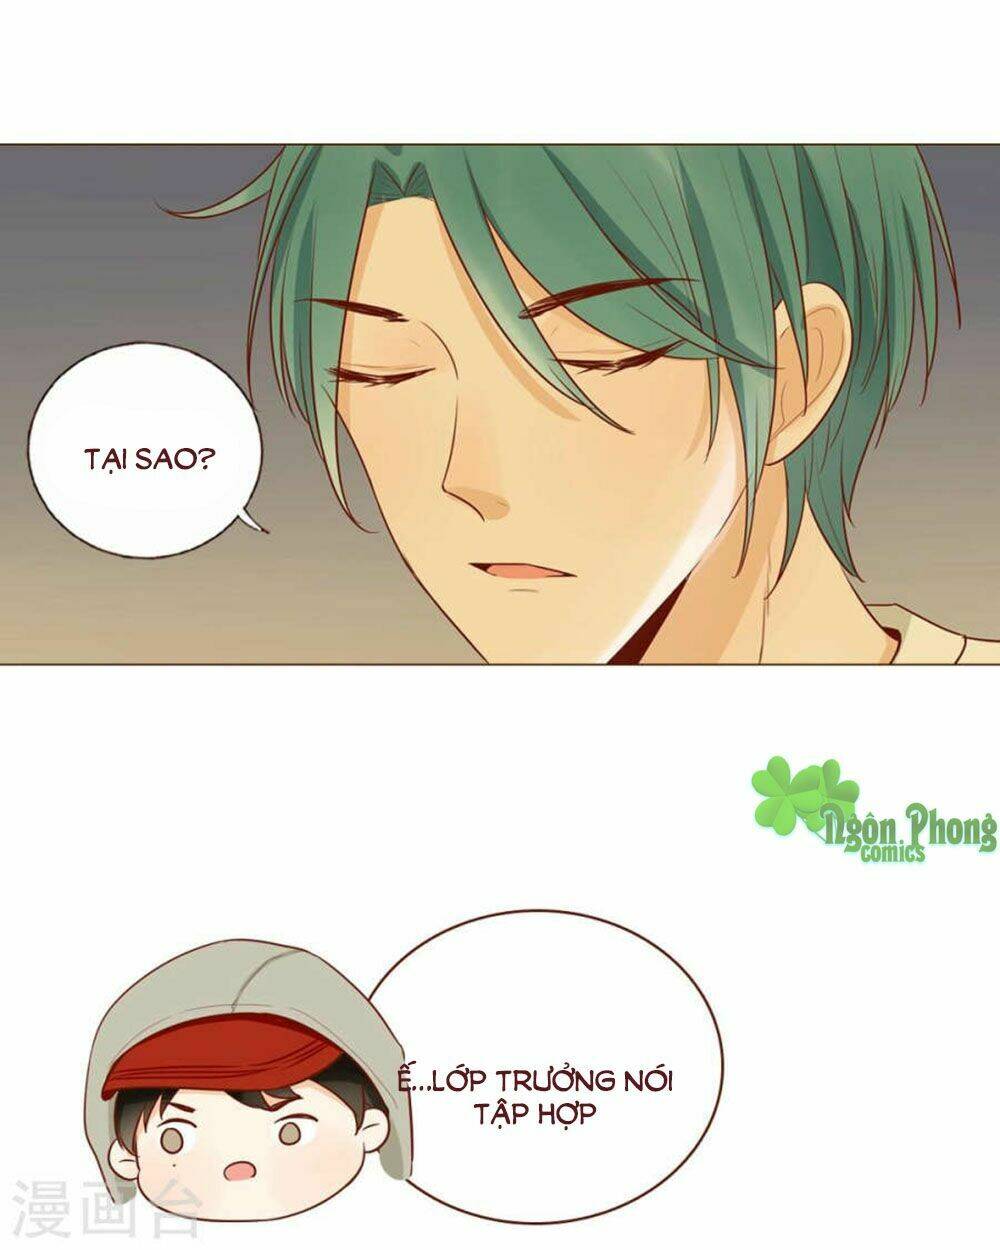 TẠI SAO?
Ngôn Phong
comics
Ế...LỚP TRƯỞNG NÓI
TẬP HỢP
漫画台